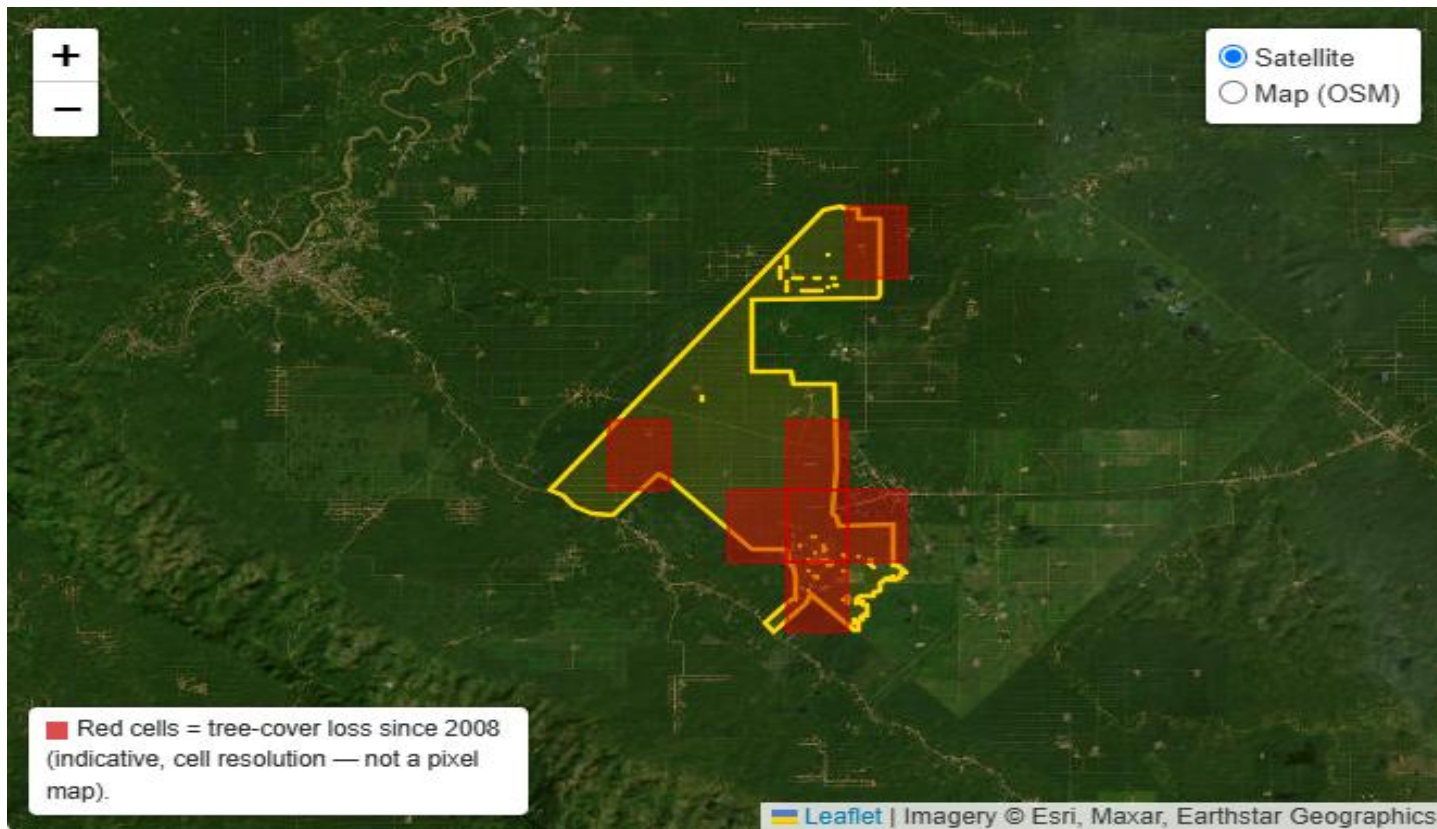 +
−
Satellite
Map (OSM)
Red cells = tree-cover loss since 2008
(indicative, cell resolution — not a pixel
map).
Leaflet | Imagery © Esri, Maxar, Earthstar Geographics